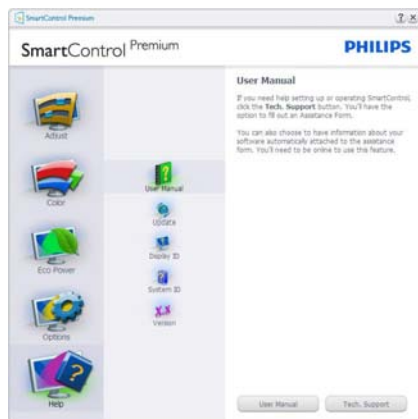 SmartControl Premium
SmartControl Premium
PHILIPS
Adjust
Color
Eco Power
Options
Help
User Manual
Update
Display ID
System ID
Version
User Manual
If you need help setting up or operating SmartControl,
click the Tech. Support button. You'll have the
option to fill out an Assistance Form.
You can also choose to have information about your
software automatically attached to the assistance
form. You'll need to be online to use this feature.
User Manual
Tech. Support